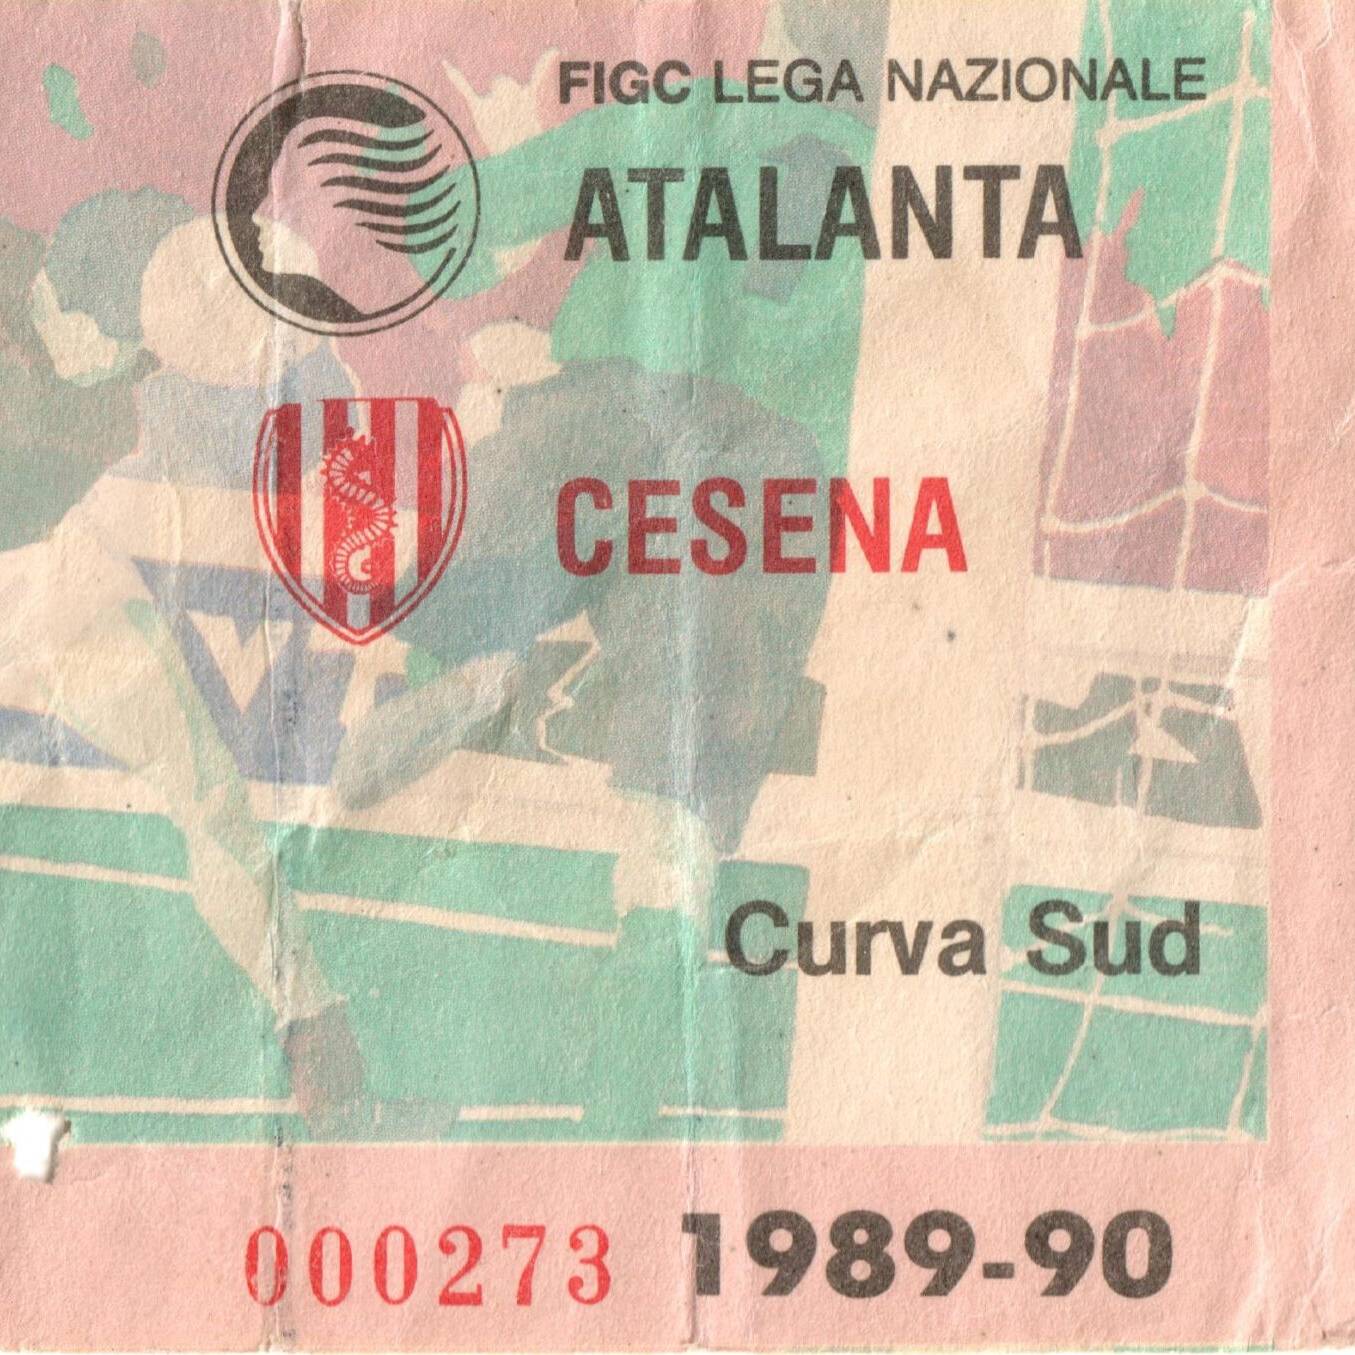 FIGC LEGA NAZIONALE
ATALANTA
CESENA
Curva Sud
000273 1989-90